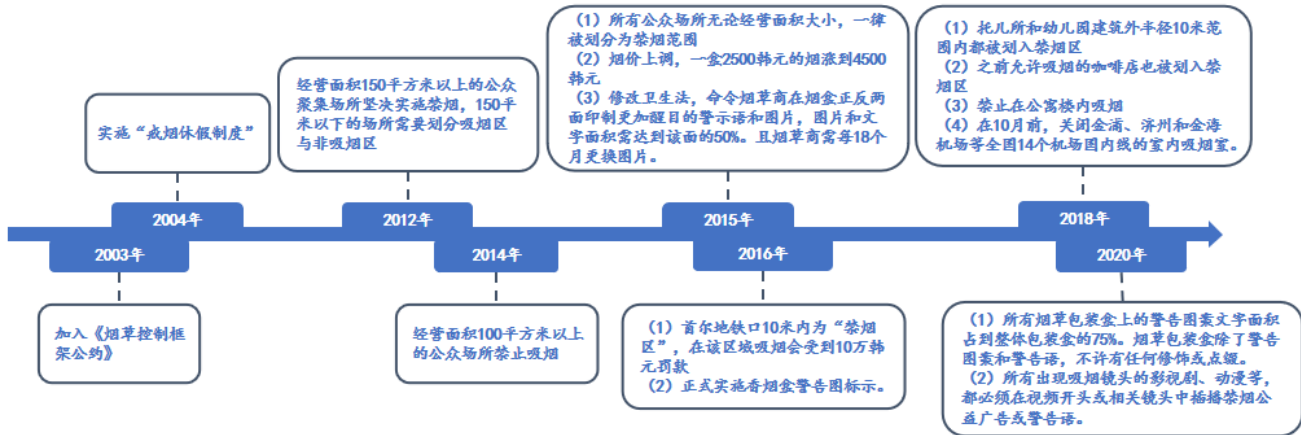 实施“戒烟休假制度”
经营面积150平方米以上的公众
聚集场所坚决实施禁烟，150平
米以下的场所需要划分吸烟区
与非吸烟区
（1）所有公众场所无论经营面积大小，一律
被划分为禁烟范围
（2）烟价上调，一盒2500韩元的烟涨到4500
韩元
（3）修改卫生法，命令烟草商在烟盒正反两
面印制更加醒目的警示语和图片，图片和文
字面积需达到该面的50%。且烟草商需每18个
月更换图片。
（1）托儿所和幼儿园建筑外半径10米范
围内都被划入禁烟区
（2）之前允许吸烟的咖啡店也被划入禁
烟区
（3）禁止在公寓楼内吸烟
（4）在10月前，关闭金浦、济州和金海
机场等全国14个机场国内线的室内吸烟室。
2004年
2012年
2015年
2018年
2003年
2014年
2016年
2020年
加入《烟草控制框
架公约》
经营面积100平方米以上
的公众场所禁止吸烟
（1）首尔地铁口10米内为“禁烟
区”，在该区域吸烟会受到10万韩
元罚款
（2）正式实施香烟盒警告图标示。
（1）所有烟草包装盒上的警告图案文字面积
占到整体包装盒的75%。烟草包装盒除了警告
图案和警告语，不许有任何修饰或点缀。
（2）所有出现吸烟镜头的影视剧、动漫等，
都必须在视频开头或相关镜头中插播禁烟公
益广告或警告语。